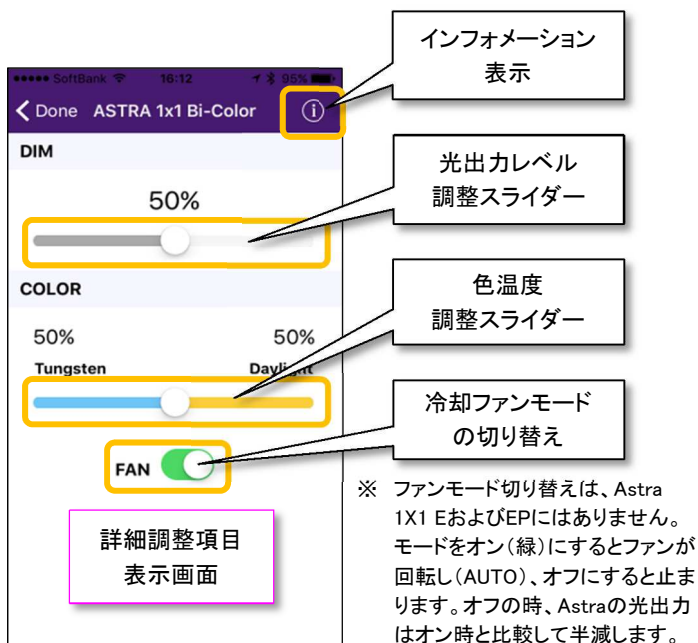 インフォメーション
表示
SoftBank 16:12 95%
Done ASTRA 1x1 Bi-Color
DIM
50%
光出力レベル
調整スライダー
COLOR
50% 50%
Tungsten Daylight
色温度
調整スライダー
FAN
冷却ファンモード
の切り替え
詳細調整項目
表示画面
※ ファンモード切り替えは、Astra
1X1 EおよびEPにはありません。
モードをオン(緑)にするとファンが
回転し(AUTO)、オフにすると止ま
ります。オフの時、Astraの光出力
はオン時と比較して半減します。